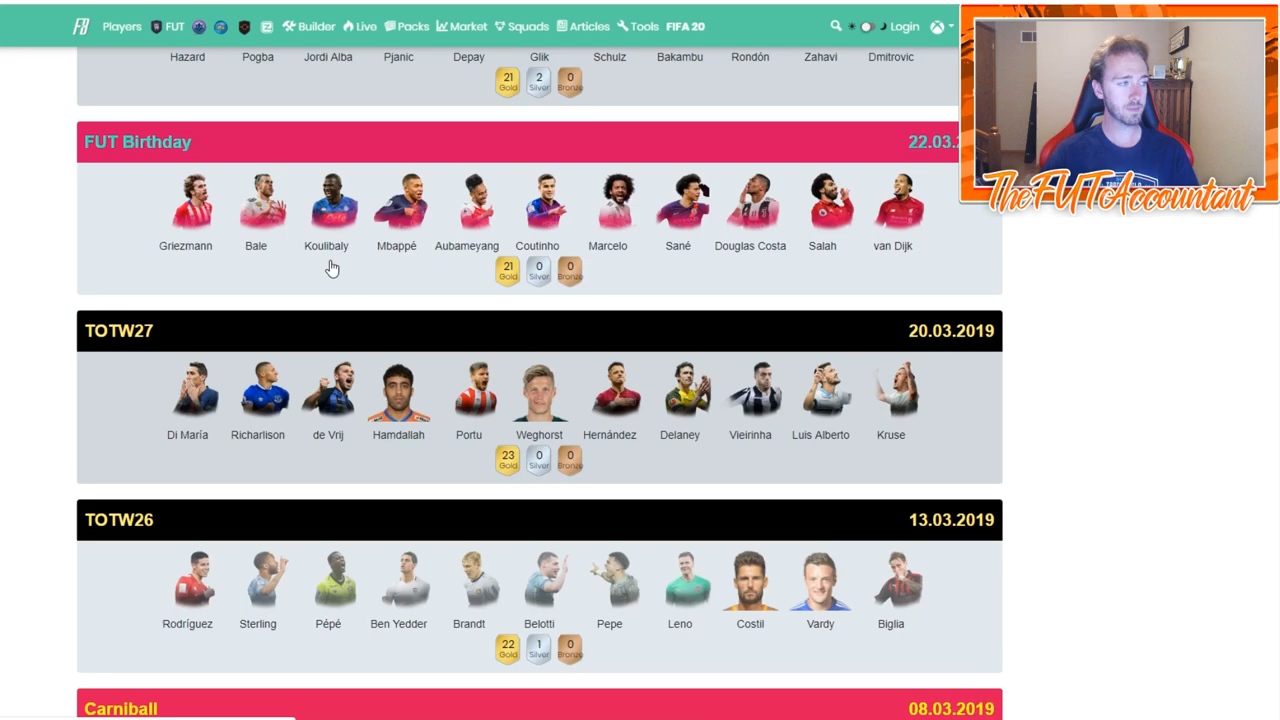 FB Players FUT Builder Live Packs Market Squads Articles Tools FIFA 20 Login
Hazard Pogba Jordi Alba Pjanic Depay Glik Schulz Bakambu Rondón Zahavi Dmitrovic
21 Gold 2 Silver 0 Bronze
FUT Birthday 22.03.
TheFUTAccountant
Griezmann Bale Koulibaly Mbappé Aubameyang Coutinho Marcelo Sané Douglas Costa Salah van Dijk
21 Gold 0 Silver 0 Bronze
TOTW27 20.03.2019
Di María Richarlison de Vrij Hamdallah Portu Weghorst Hernández Delaney Vieirinha Luis Alberto Kruse
23 Gold 0 Silver 0 Bronze
TOTW26 13.03.2019
Rodríguez Sterling Pépé Ben Yedder Brandt Belotti Pepe Leno Costil Vardy Biglia
22 Gold 1 Silver 0 Bronze
Carniball 08.03.2019